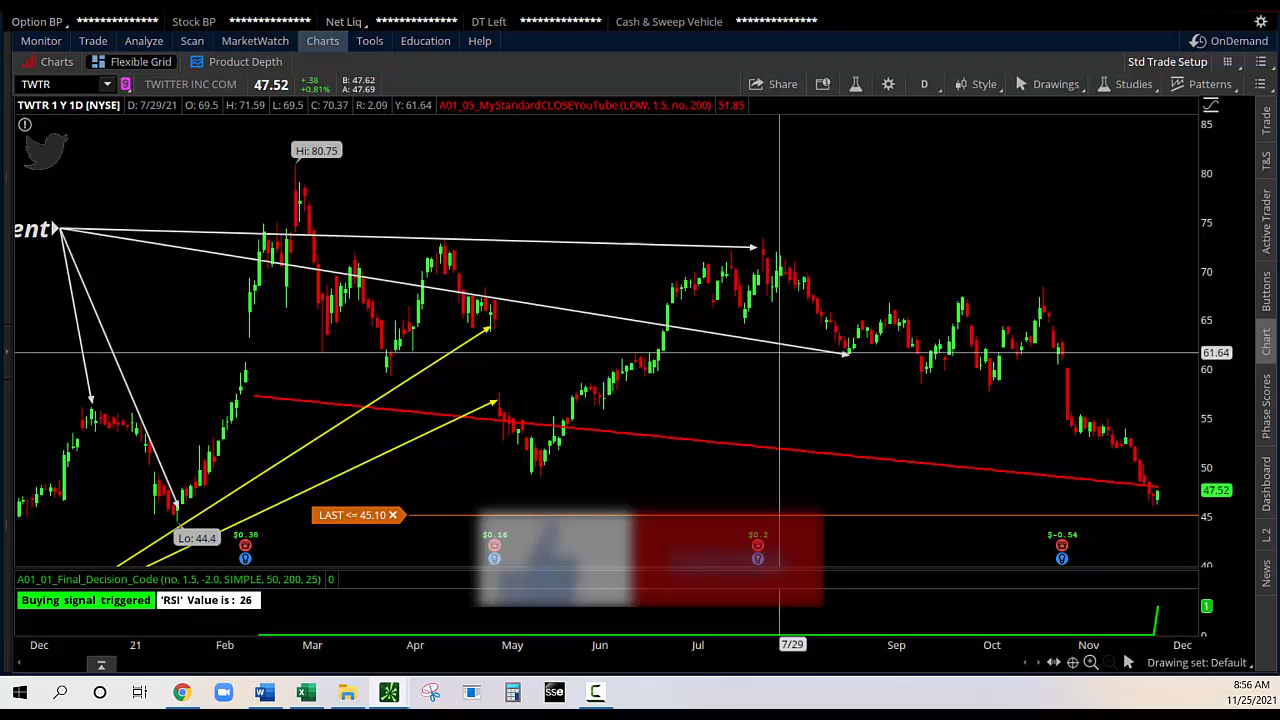 Option BP ************** Stock BP ************** Net Liq ************** DT Left ************** Cash & Sweep Vehicle **************
Monitor Trade Analyze Scan MarketWatch Charts Tools Education Help OnDemand
Charts Flexible Grid Product Depth Std Trade Setup
TWTR 9 TWITTER INC COM 47.52 +.38 +0.81% B: 47.62 A: 47.69 Share D Style Drawings Studies Patterns
TWTR 1 Y 1D [NYSE] D: 7/29/21 O: 69.5 H: 71.59 L: 69.5 C: 70.37 R: 2.09 Y: 61.64 A01_05_MyStandardCLOSEYouTube (LOW, 1.5, no, 200) 51.85
85
Hi: 80.75
80
75
ent
70
65
61.64
60
55
50
47.52
LAST <= 45.10
45
Lo: 44.4
$0.38 $0.16 $0.2 $-0.54
40
A01_01_Final_Decision_Code (no, 1.5, -2.0, SIMPLE, 50, 200, 25) 0
Buying signal triggered 'RSI' Value is : 26
1
0
Dec 21 Feb Mar Apr May Jun Jul 7/29 Sep Oct Nov Dec
Drawing set: Default
Trade
T&S
Active Trader
Buttons
Chart
Phase Scores
Dashboard
L 2
News
sse
8:56 AM
11/25/2021